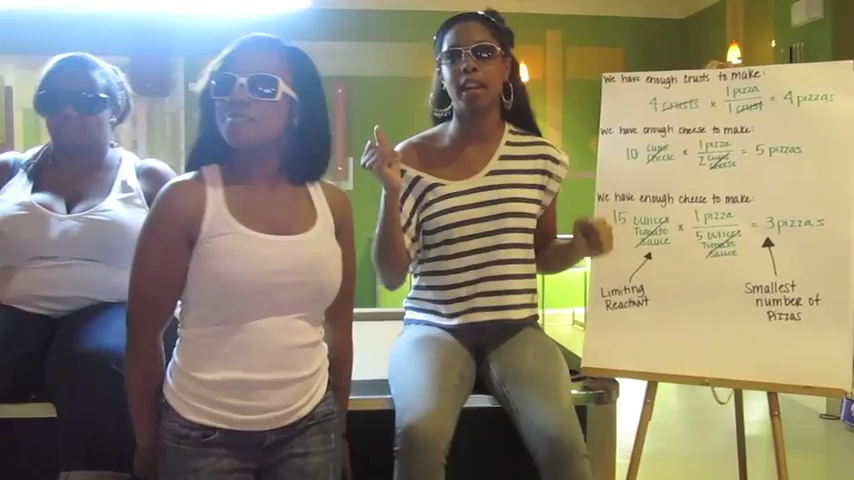 We have enough crusts to make:
4 crusts x 1 pizza / 1 crust = 4 pizzas
We have enough cheese to make:
10 cups cheese x 1 pizza / 2 cups cheese = 5 pizzas
We have enough cheese to make:
15 ounces Tomato sauce x 1 pizza / 5 ounces Tomato sauce = 3 pizzas
Limiting
Reactant
Smallest
number of
Pizzas